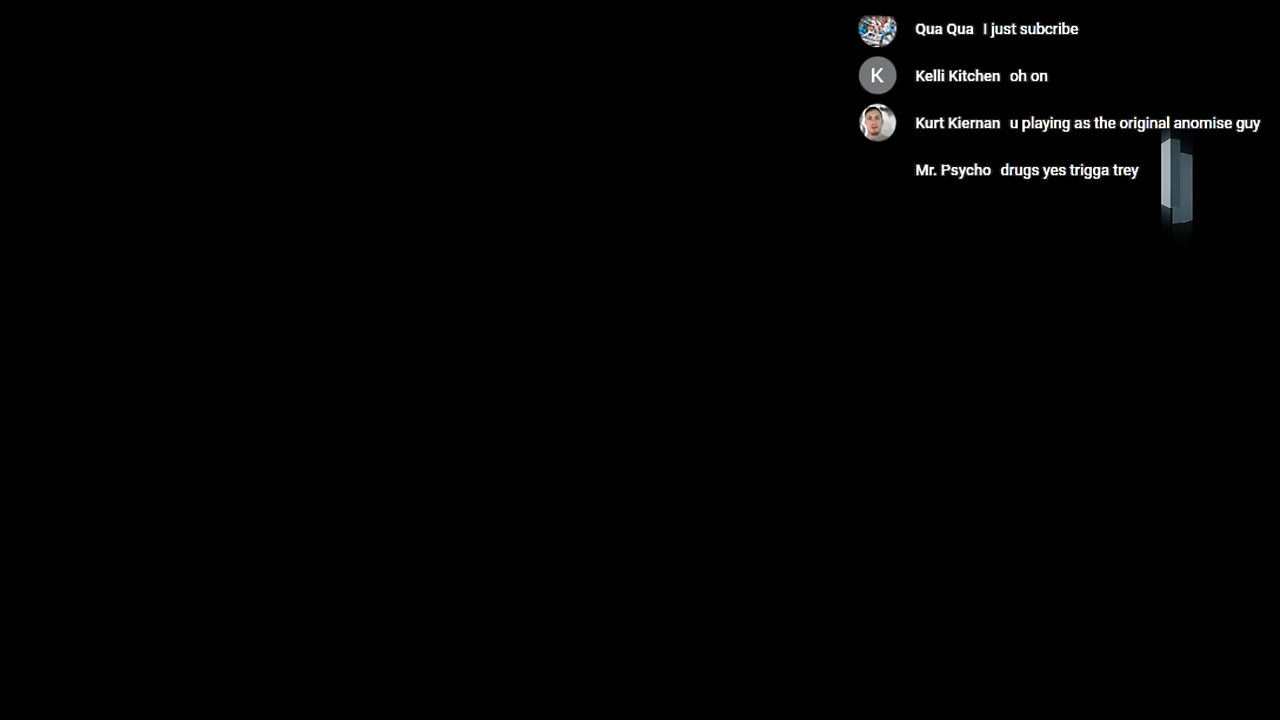 Qua Qua I just subcribe
K Kelli Kitchen oh on
Kurt Kiernan u playing as the original anomise guy
Mr. Psycho drugs yes trigga trey